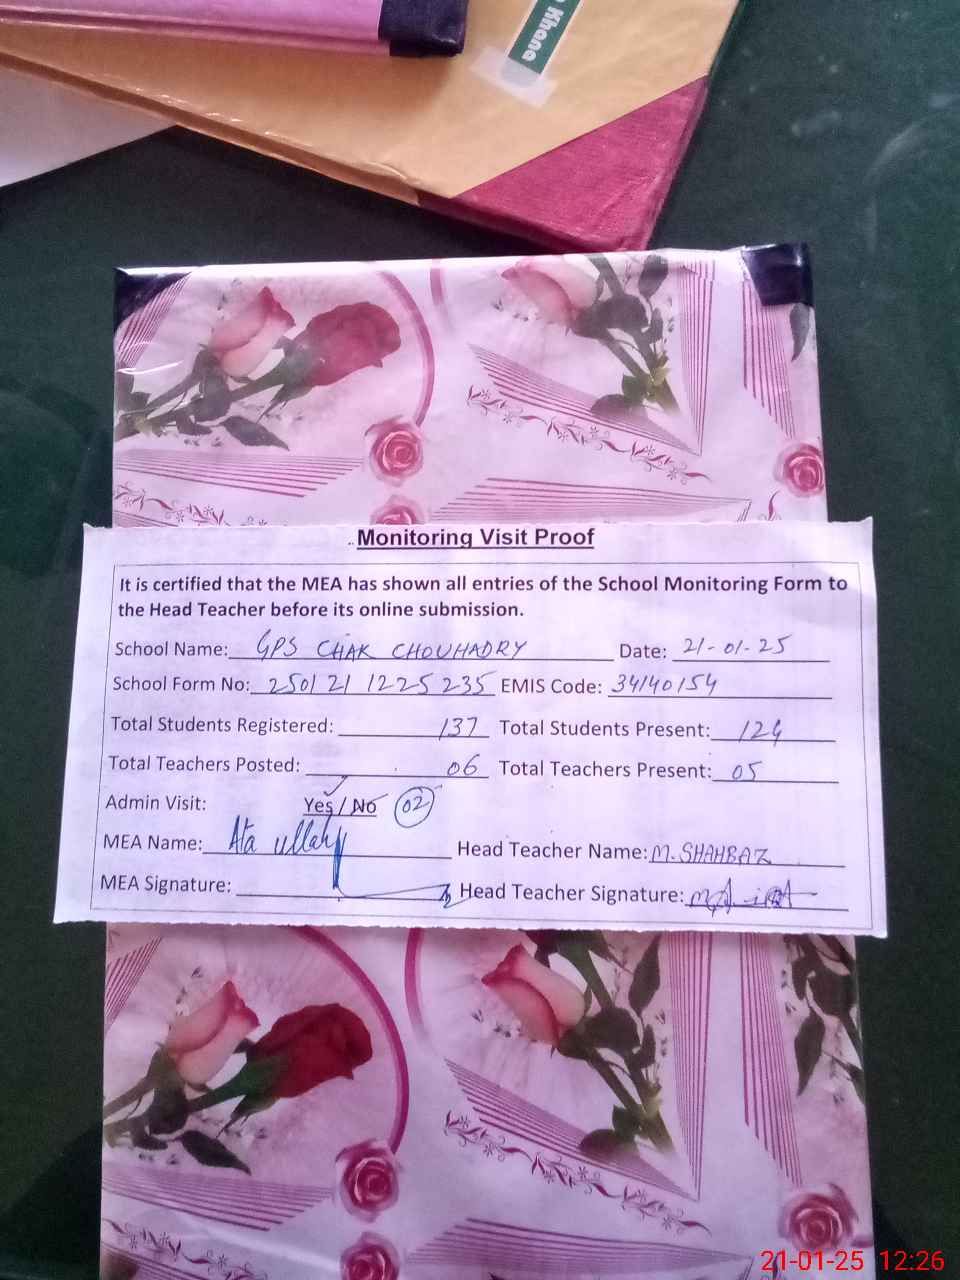 Khana
Monitoring Visit Proof
It is certified that the MEA has shown all entries of the School Monitoring Form to
the Head Teacher before its online submission.
School Name: GPS CHAK CHOUHADRY Date: 21-01-25
School Form No: 250121 1225 235 EMIS Code: 34140154
Total Students Registered: 137 Total Students Present: 124
Total Teachers Posted: 06 Total Teachers Present: 05
Admin Visit: Yes / No 02
MEA Name: Ata ullah Head Teacher Name: M. SHAHBAZ
MEA Signature: Head Teacher Signature:
21-01-25 12:26